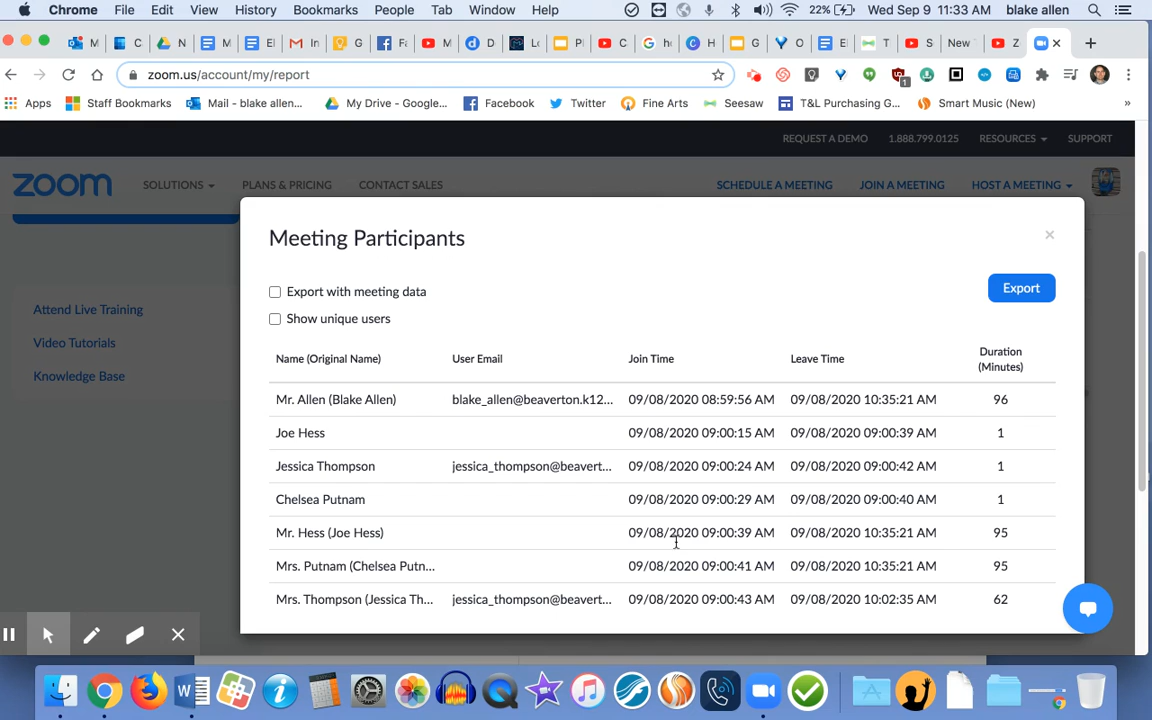 Chrome File Edit View History Bookmarks People Tab Window Help 22% Wed Sep 9 11:33 AM blake allen
M C N M El In G Fa M D Lo Pl C h G O El T S New Z
zoom.us/account/my/report
Apps Staff Bookmarks Mail - blake allen... My Drive - Google... Facebook Twitter Fine Arts Seesaw T&L Purchasing G... Smart Music (New) »
REQUEST A DEMO 1.888.799.0125 RESOURCES SUPPORT
zoom SOLUTIONS PLANS & PRICING CONTACT SALES SCHEDULE A MEETING JOIN A MEETING HOST A MEETING
Meeting Participants
Export with meeting data
Export
Show unique users
Attend Live Training
Video Tutorials
Knowledge Base
Name (Original Name) User Email Join Time Leave Time Duration
(Minutes)
Mr. Allen (Blake Allen) blake_allen@beaverton.k12... 09/08/2020 08:59:56 AM 09/08/2020 10:35:21 AM 96
Joe Hess 09/08/2020 09:00:15 AM 09/08/2020 09:00:39 AM 1
Jessica Thompson jessica_thompson@beavert... 09/08/2020 09:00:24 AM 09/08/2020 09:00:42 AM 1
Chelsea Putnam 09/08/2020 09:00:29 AM 09/08/2020 09:00:40 AM 1
Mr. Hess (Joe Hess) 09/08/2020 09:00:39 AM 09/08/2020 10:35:21 AM 95
Mrs. Putnam (Chelsea Putn... 09/08/2020 09:00:41 AM 09/08/2020 10:35:21 AM 95
Mrs. Thompson (Jessica Th... jessica_thompson@beavert... 09/08/2020 09:00:43 AM 09/08/2020 10:02:35 AM 62